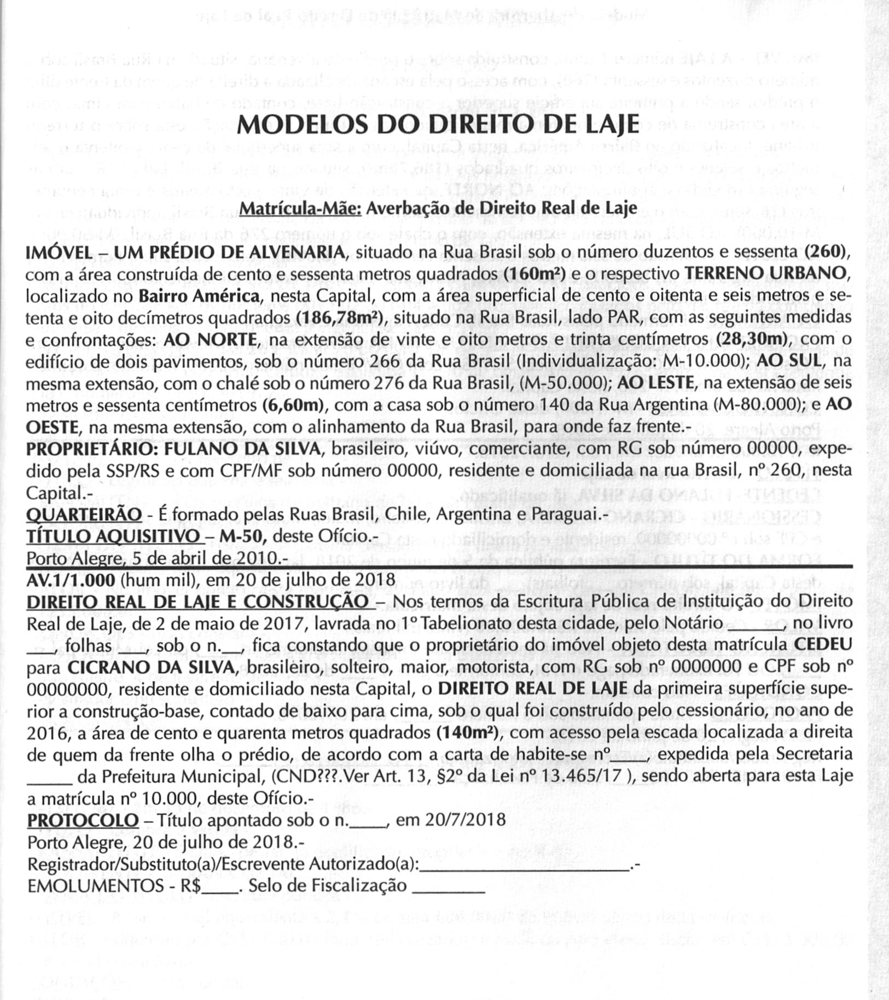 MODELOS DO DIREITO DE LAJE
Matrícula-Mãe: Averbação de Direito Real de Laje
IMÓVEL – UM PRÉDIO DE ALVENARIA, situado na Rua Brasil sob o número duzentos e sessenta (260),
com a área construída de cento e sessenta metros quadrados (160m²) e o respectivo TERRENO URBANO,
localizado no Bairro América, nesta Capital, com a área superficial de cento e oitenta e seis metros e se-
tenta e oito decímetros quadrados (186,78m²), situado na Rua Brasil, lado PAR, com as seguintes medidas
e confrontações: AO NORTE, na extensão de vinte e oito metros e trinta centímetros (28,30m), com o
edifício de dois pavimentos, sob o número 266 da Rua Brasil (Individualização: M-10.000); AO SUL, na
mesma extensão, com o chalé sob o número 276 da Rua Brasil, (M-50.000); AO LESTE, na extensão de seis
metros e sessenta centímetros (6,60m), com a casa sob o número 140 da Rua Argentina (M-80.000); e AO
OESTE, na mesma extensão, com o alinhamento da Rua Brasil, para onde faz frente.-
PROPRIETÁRIO: FULANO DA SILVA, brasileiro, viúvo, comerciante, com RG sob número 00000, expe-
dido pela SSP/RS e com CPF/MF sob número 00000, residente e domiciliada na rua Brasil, nº 260, nesta
Capital.-
QUARTEIRÃO - É formado pelas Ruas Brasil, Chile, Argentina e Paraguai.-
TÍTULO AQUISITIVO – M-50, deste Ofício.-
Porto Alegre, 5 de abril de 2010.-
AV.1/1.000 (hum mil), em 20 de julho de 2018
DIREITO REAL DE LAJE E CONSTRUÇÃO – Nos termos da Escritura Pública de Instituição do Direito
Real de Laje, de 2 de maio de 2017, lavrada no 1º Tabelionato desta cidade, pelo Notário_______, no livro
____, folhas ____, sob o n.___, fica constando que o proprietário do imóvel objeto desta matrícula CEDEU
para CICRANO DA SILVA, brasileiro, solteiro, maior, motorista, com RG sob nº 0000000 e CPF sob nº
00000000, residente e domiciliado nesta Capital, o DIREITO REAL DE LAJE da primeira superfície supe-
rior a construção-base, contado de baixo para cima, sob o qual foi construído pelo cessionário, no ano de
2016, a área de cento e quarenta metros quadrados (140m²), com acesso pela escada localizada a direita
de quem da frente olha o prédio, de acordo com a carta de habite-se nº_____, expedida pela Secretaria
______ da Prefeitura Municipal, (CND???.Ver Art. 13, §2º da Lei nº 13.465/17 ), sendo aberta para esta Laje
a matrícula nº 10.000, deste Ofício.-
PROTOCOLO – Título apontado sob o n._____, em 20/7/2018
Porto Alegre, 20 de julho de 2018.-
Registrador/Substituto(a)/Escrevente Autorizado(a):_____________________________.-
EMOLUMENTOS - R$_____. Selo de Fiscalização __________